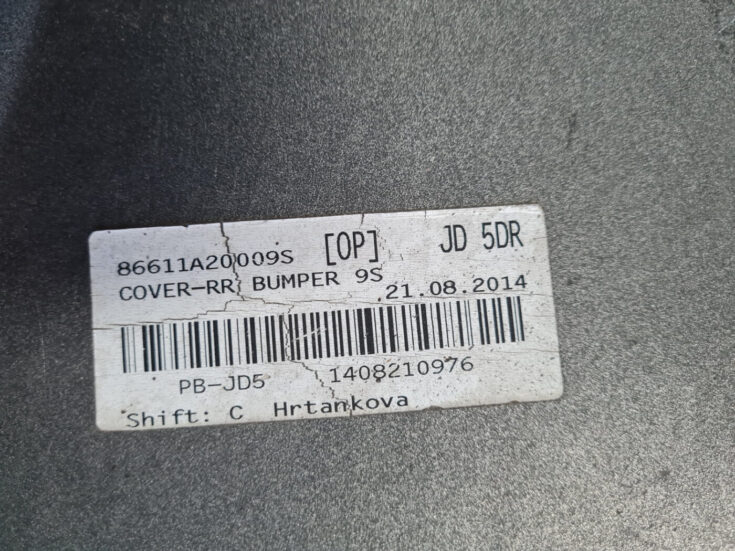 86611A20009S [OP] JD 5DR
COVER-RR BUMPER 9S 21.08.2014
PB-JD5 1408210976
Shift: C Hrtankova